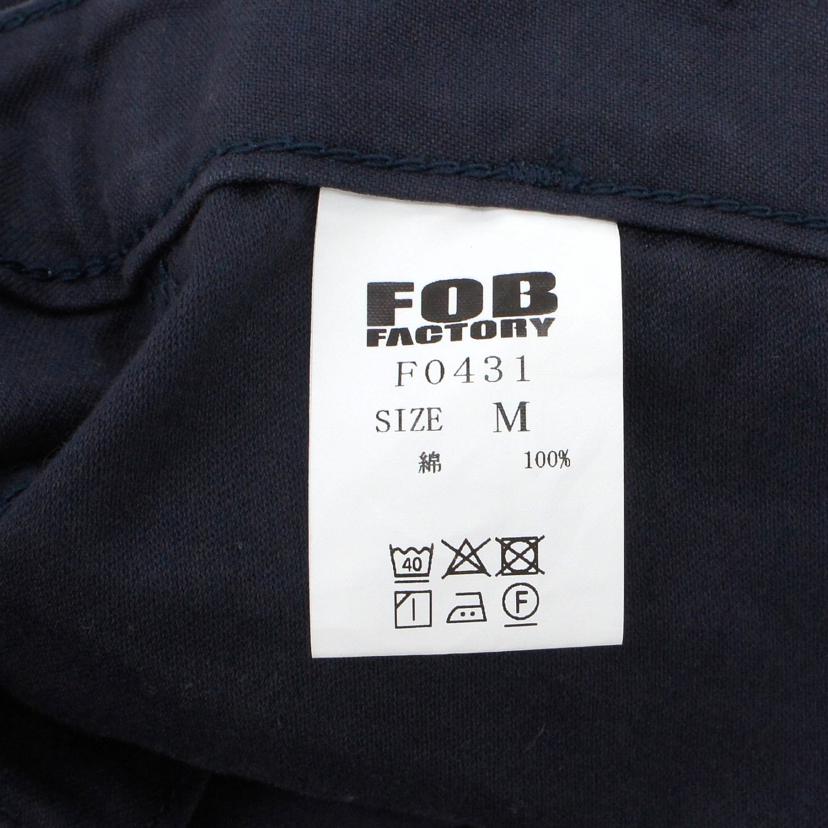 FOB
FACTORY
F0431
SIZE M
綿 100%
40
F